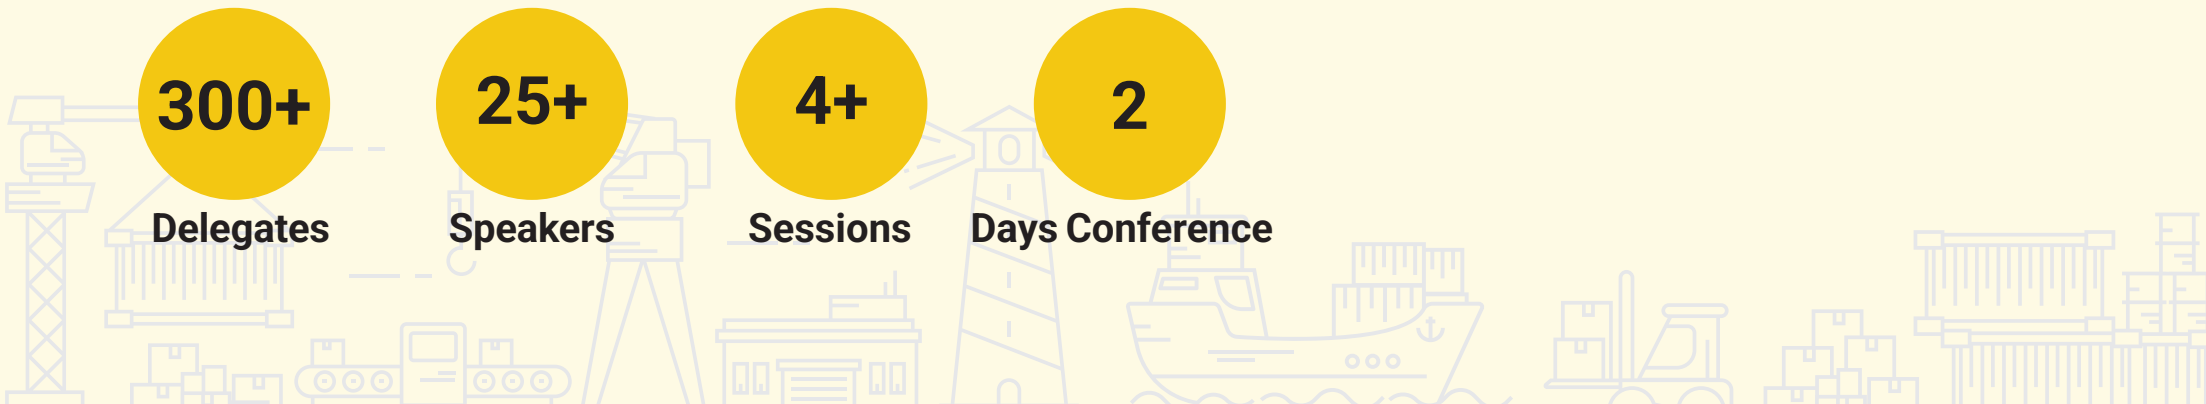 300+
25+
4+
2
Delegates
Speakers
Sessions
Days Conference